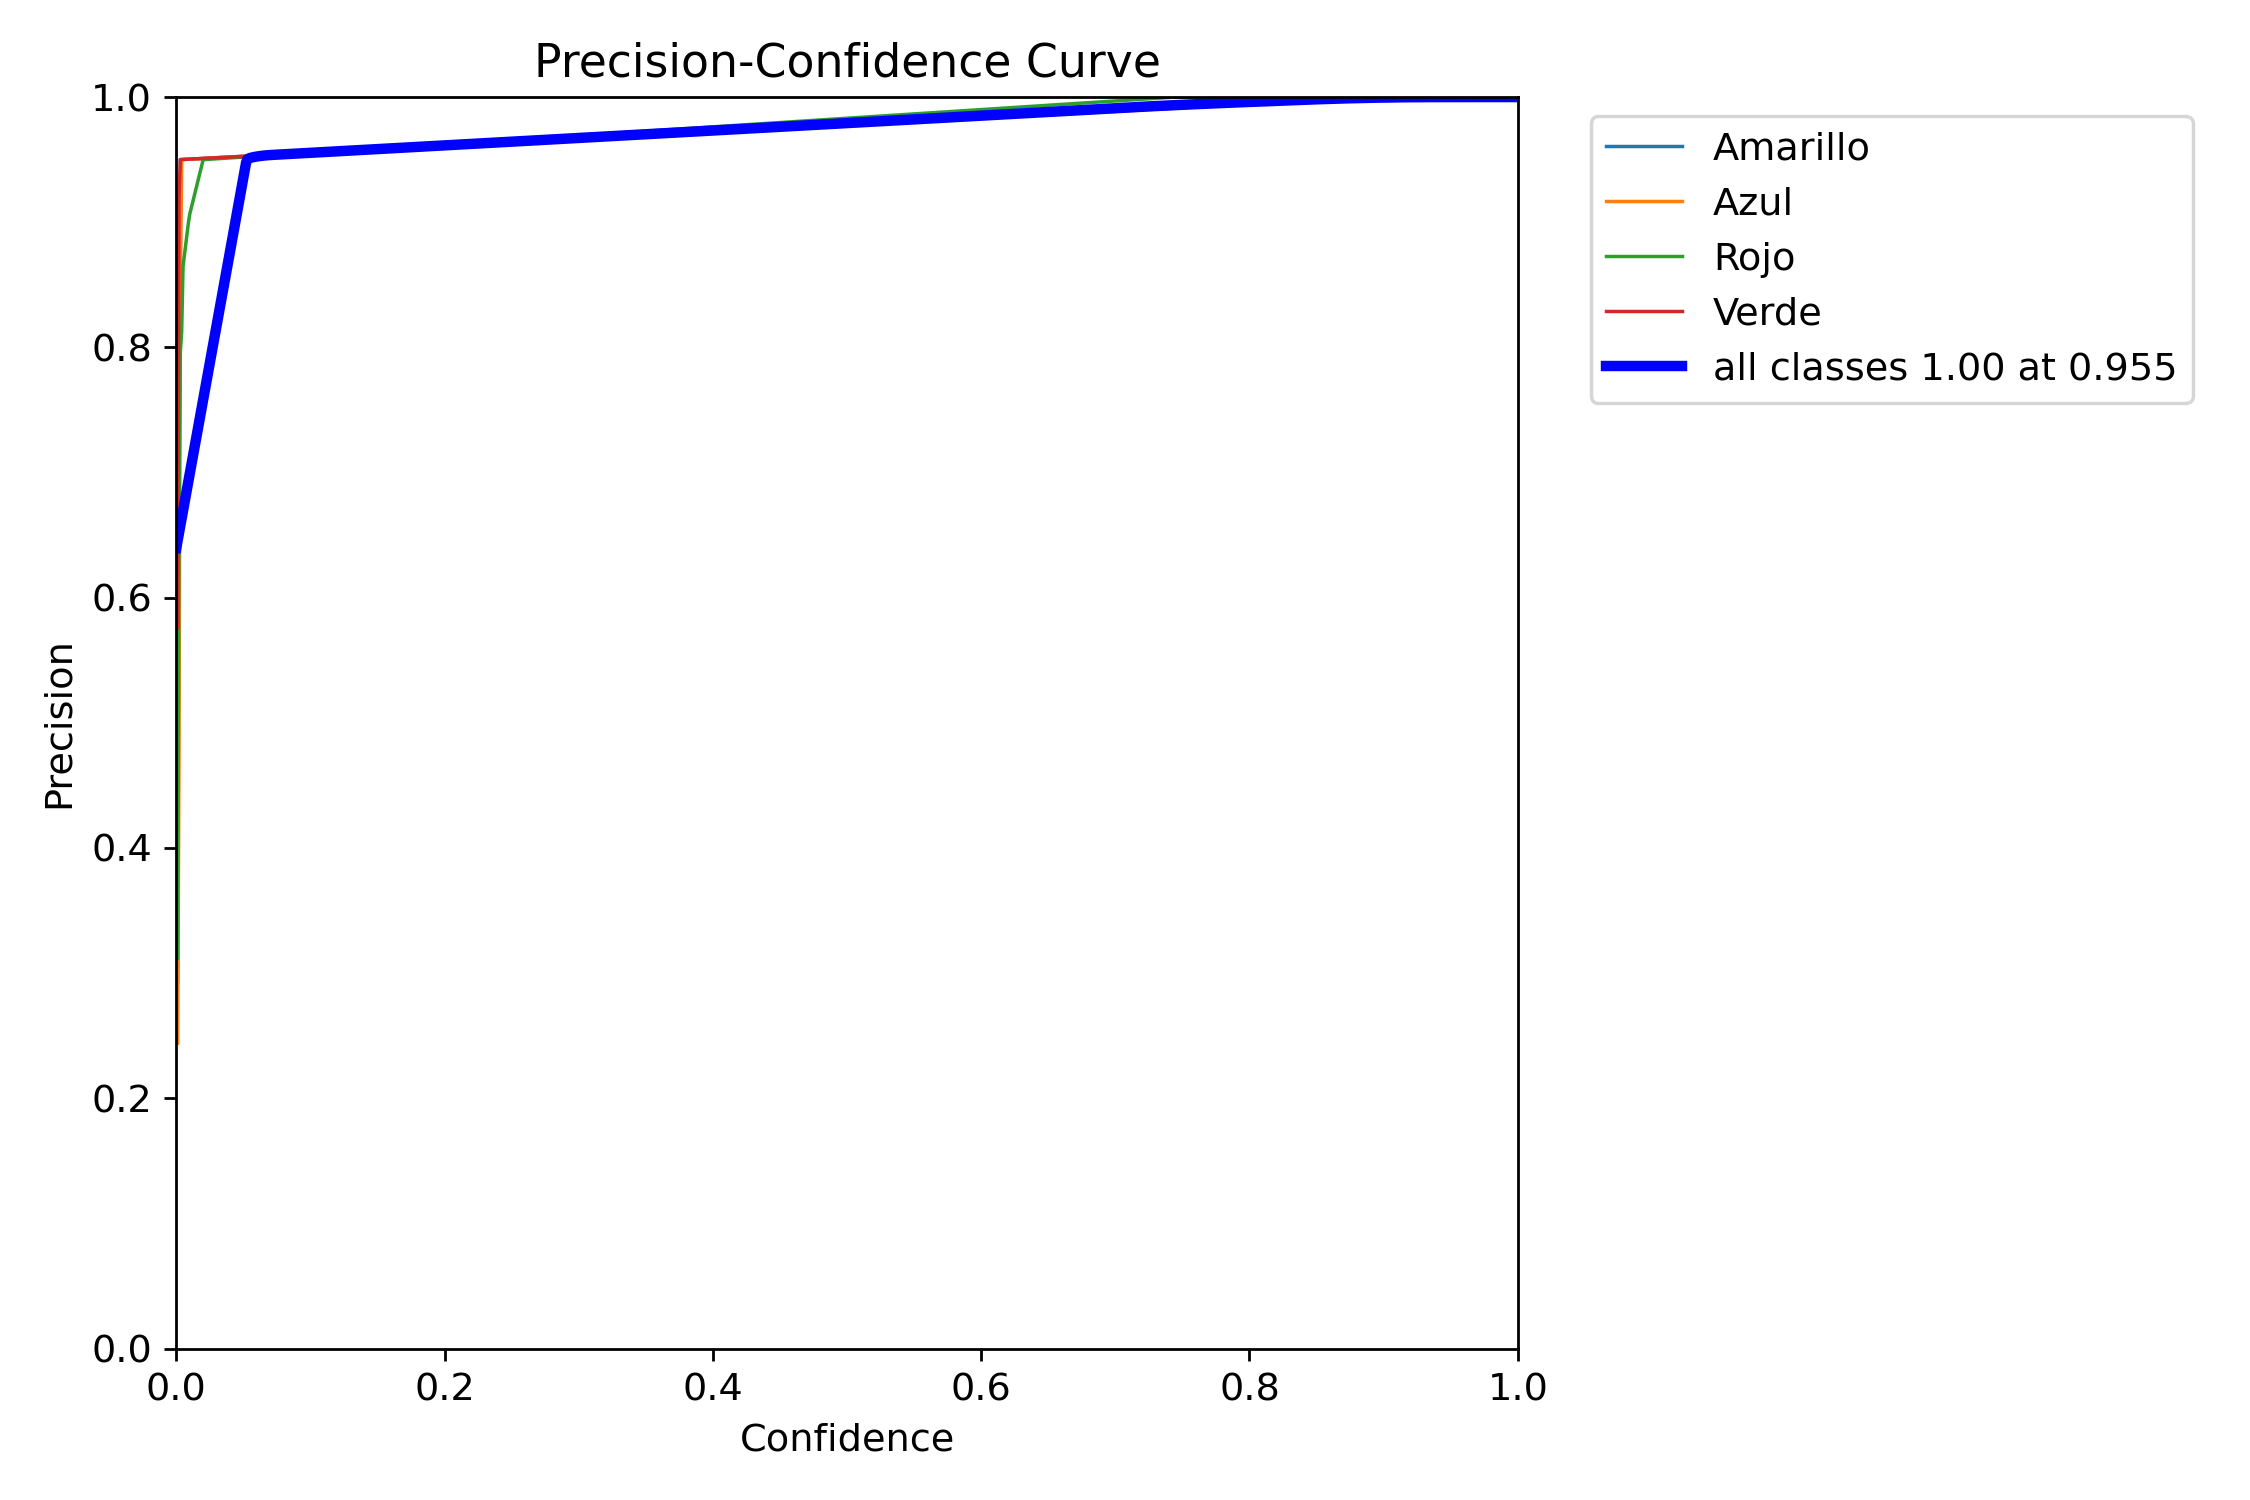 Precision-Confidence Curve
1.0
0.8
0.6
0.4
0.2
0.0
Precision
0.0 0.2 0.4 0.6 0.8 1.0
Confidence
Amarillo
Azul
Rojo
Verde
all classes 1.00 at 0.955